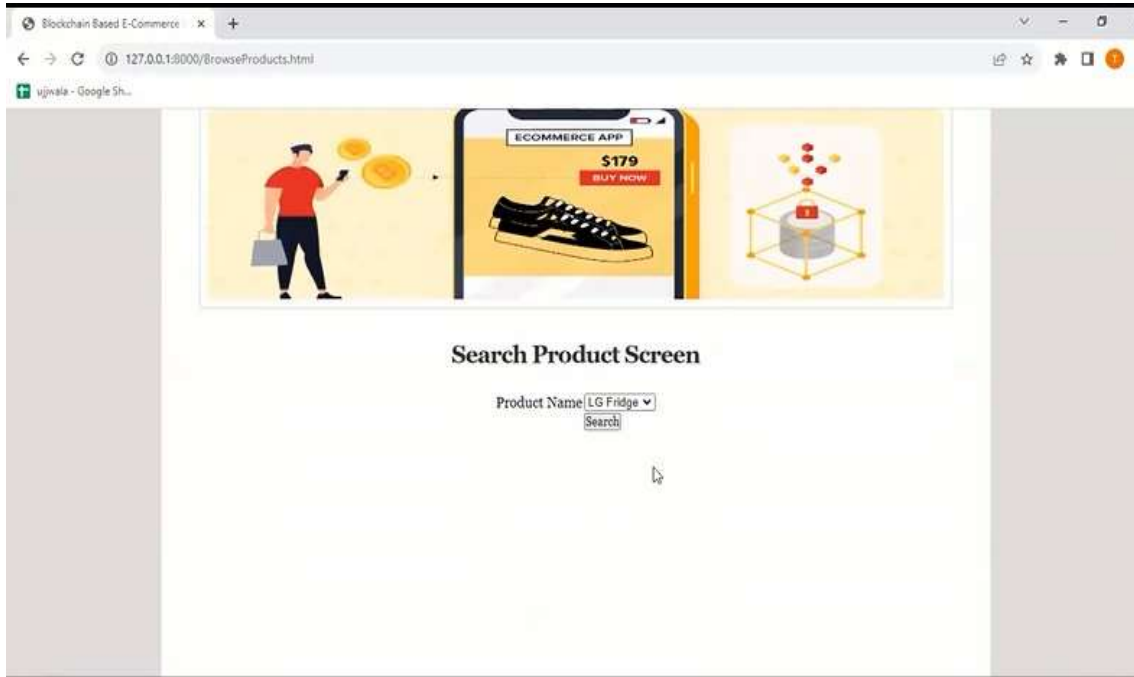 Blockchain Based E-Commerce
127.0.0.1:8000/BrowseProducts.html
T
ujjwala - Google Sh...
ECOMMERCE APP
$179
BUY NOW
Search Product Screen
Product Name LG Fridge
Search